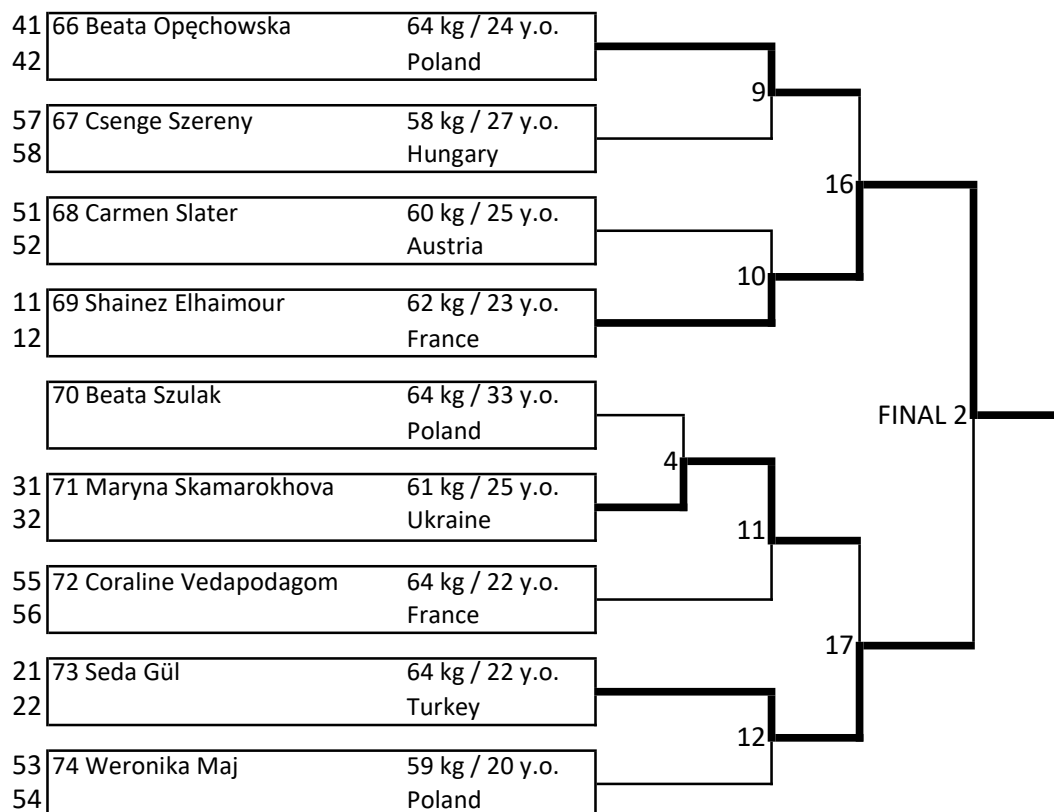 41 66 Beata Opęchowska 64 kg / 24 y.o.
42 Poland
9
57 67 Csenge Szereny 58 kg / 27 y.o.
58 Hungary
16
51 68 Carmen Slater 60 kg / 25 y.o.
52 Austria
10
11 69 Shainez Elhaimour 62 kg / 23 y.o.
12 France
70 Beata Szulak 64 kg / 33 y.o.
Poland
FINAL 2
4
31 71 Maryna Skamarokhova 61 kg / 25 y.o.
32 Ukraine
11
55 72 Coraline Vedapodagom 64 kg / 22 y.o.
56 France
17
21 73 Seda Gül 64 kg / 22 y.o.
22 Turkey
12
53 74 Weronika Maj 59 kg / 20 y.o.
54 Poland